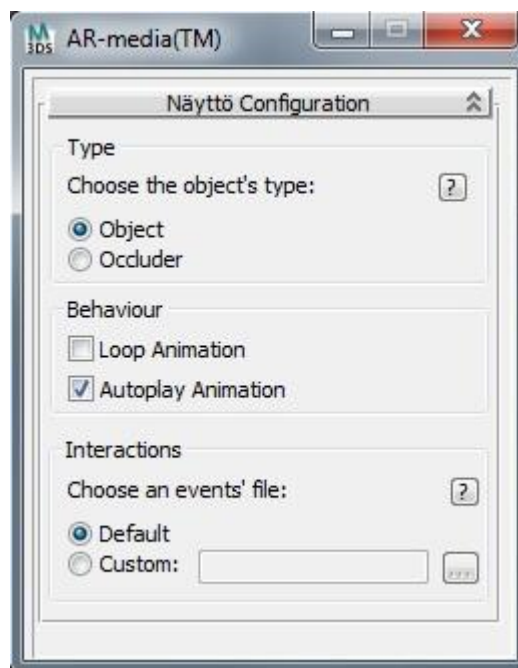 M
3DS
AR-media(TM)
Näyttö Configuration
Type
Choose the object's type:
?
Object
Occluder
Behaviour
Loop Animation
Autoplay Animation
Interactions
Choose an events' file:
?
Default
Custom:
...